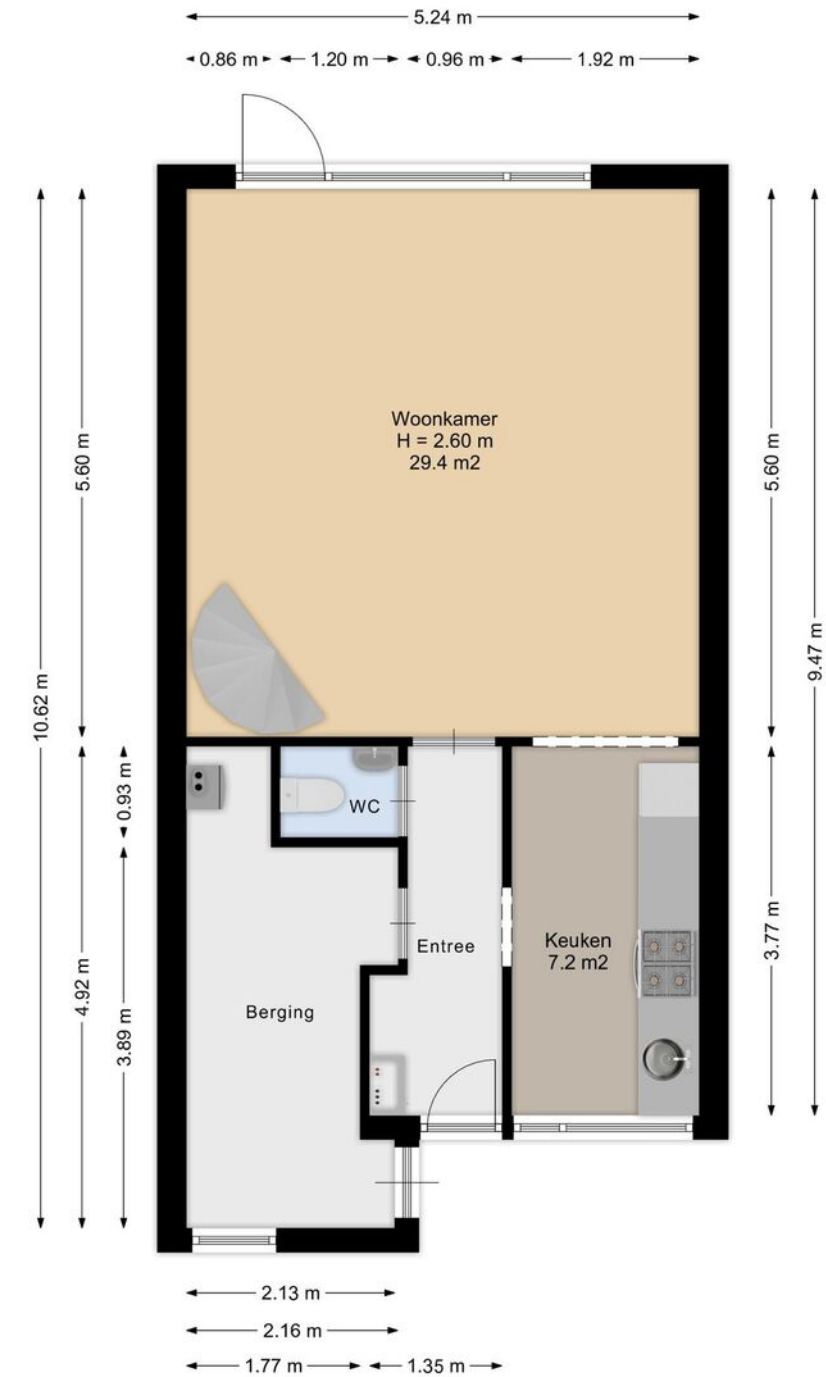 5.24 m
0.86 m
1.20 m
0.96 m
1.92 m
Woonkamer
H = 2.60 m
29.4 m2
5.60 m
5.60 m
10.62 m
9.47 m
0.93 m
WC
4.92 m
3.89 m
3.77 m
Entree
Keuken
7.2 m2
Berging
2.13 m
2.16 m
1.77 m
1.35 m